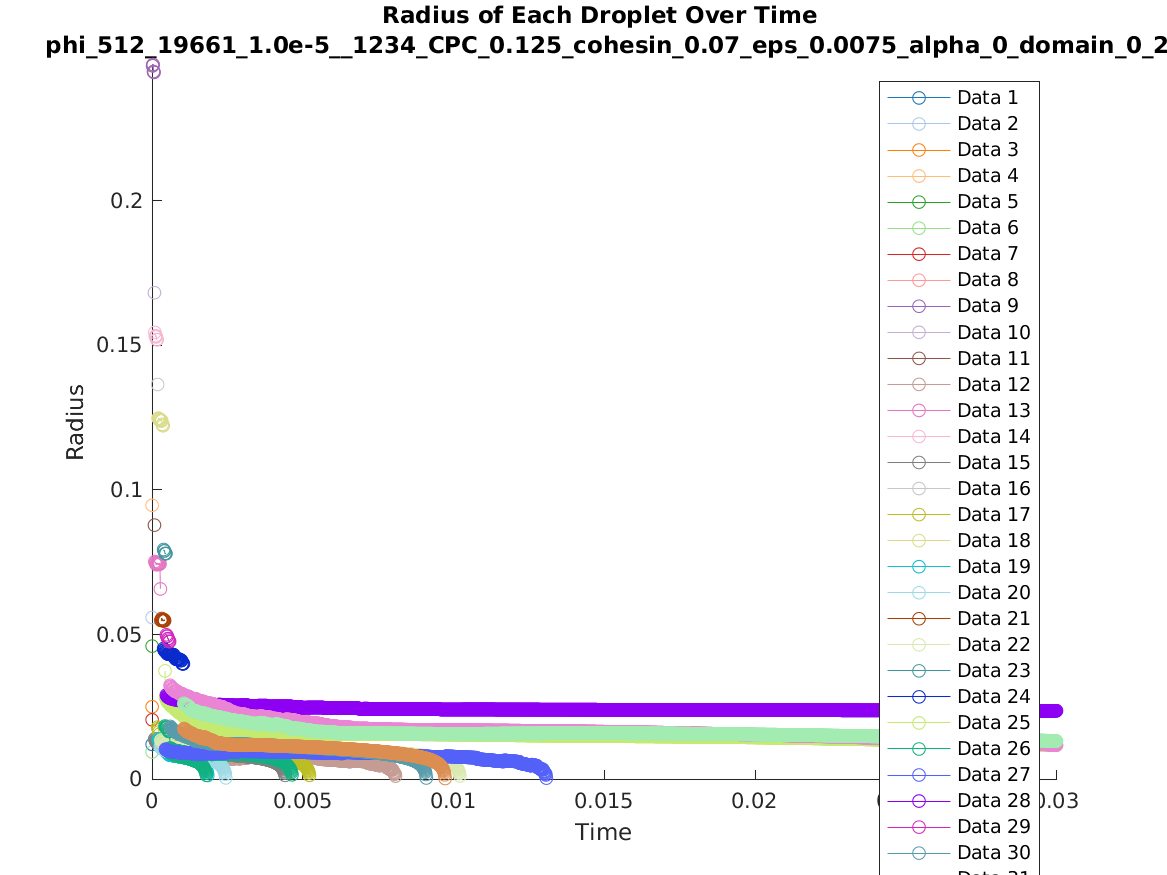 Radius of Each Droplet Over Time
phi_512_19661_1.0e-5__1234_CPC_0.125_cohesin_0.07_eps_0.0075_alpha_0_domain_0_2
0.2
0.15
0.1
0.05
0
Radius
0
0.005
0.01
0.015
0.02
0.03
Time
Data 1
Data 2
Data 3
Data 4
Data 5
Data 6
Data 7
Data 8
Data 9
Data 10
Data 11
Data 12
Data 13
Data 14
Data 15
Data 16
Data 17
Data 18
Data 19
Data 20
Data 21
Data 22
Data 23
Data 24
Data 25
Data 26
Data 27
Data 28
Data 29
Data 30